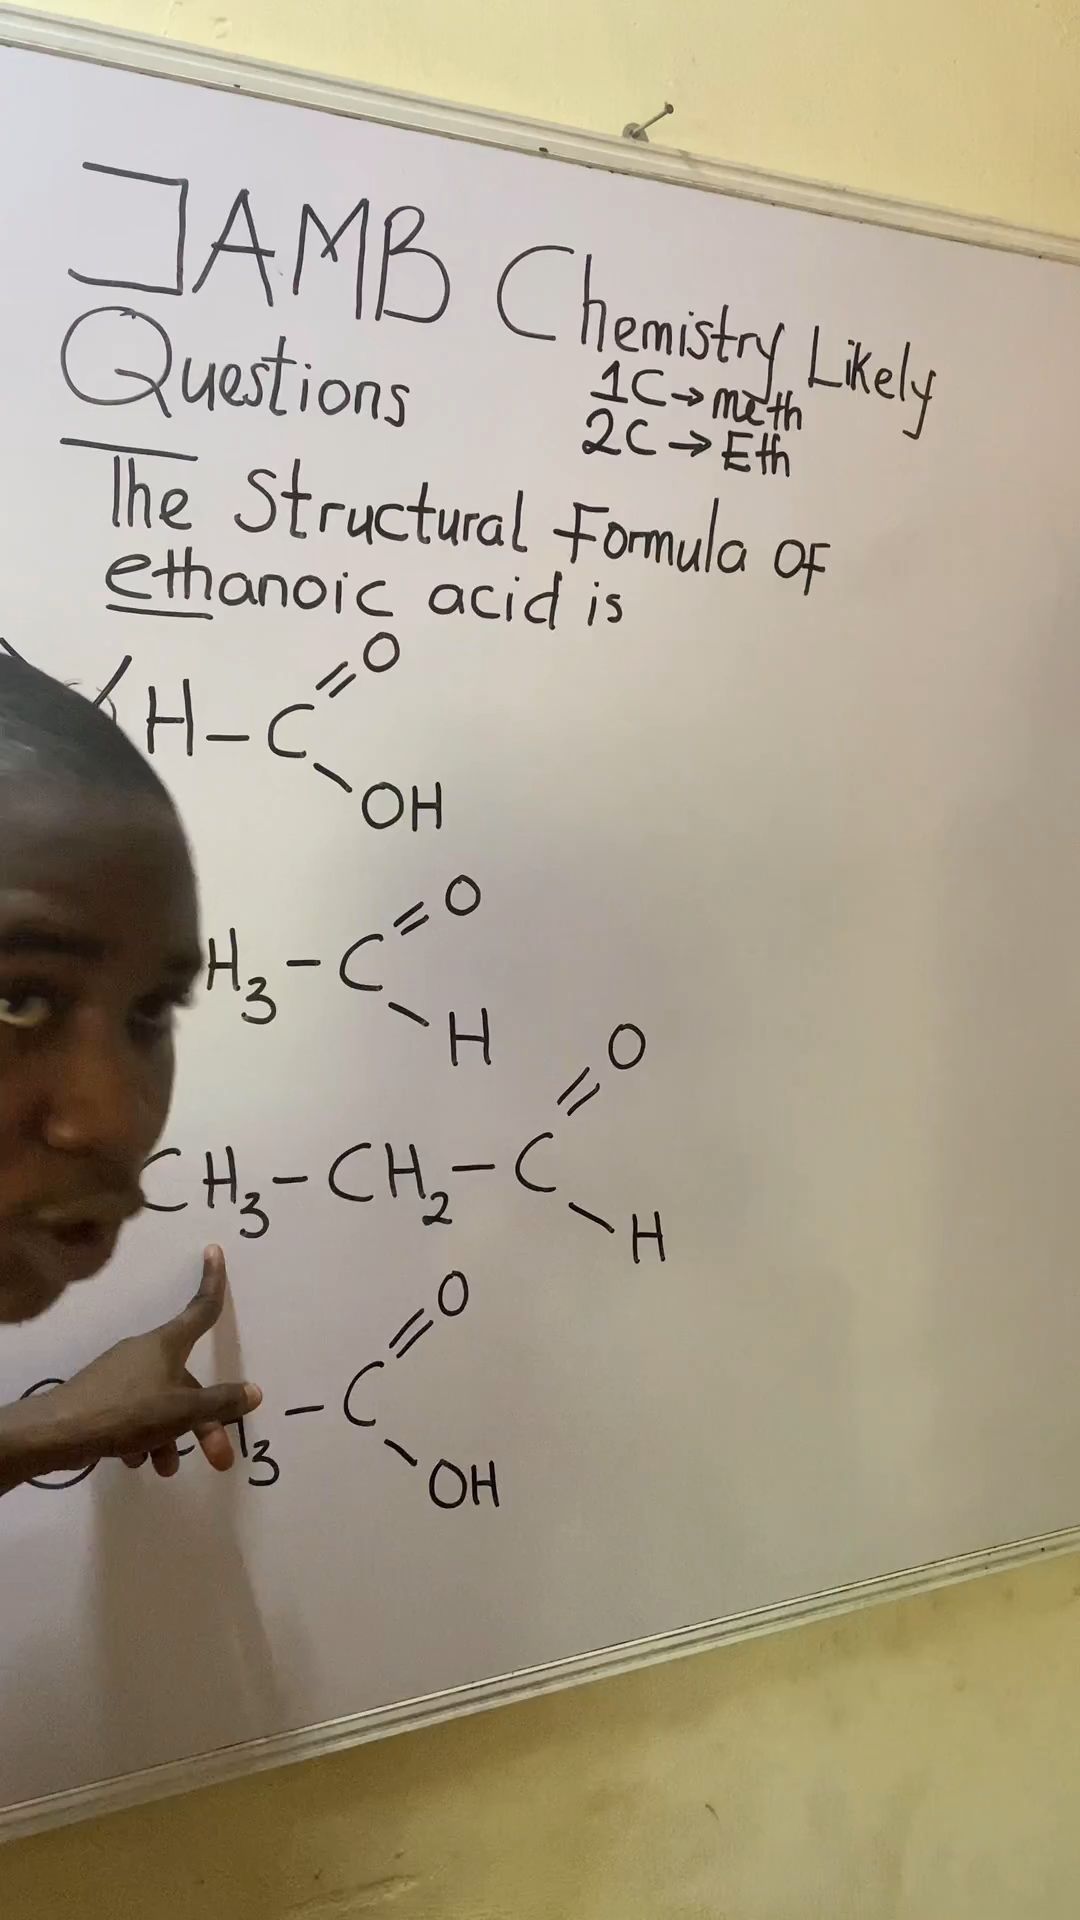 JAMB Chemistry Likely
Questions
1C → meth
2C → Eth
The Structural Formula OF
ethanoic acid is
H - C
= O
- OH
H3 - C
= O
- H
CH3 - CH2 - C
= O
- H
H3 - C
= O
- OH